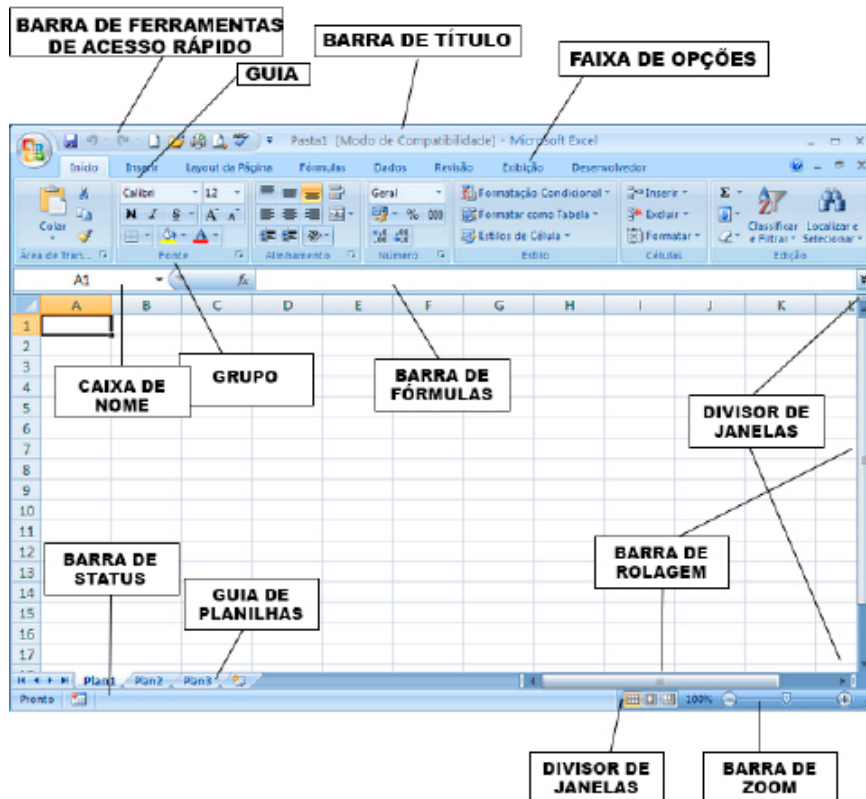 BARRA DE FERRAMENTAS
DE ACESSO RÁPIDO
BARRA DE TÍTULO
GUIA
FAIXA DE OPÇÕES
Pasta1 [Modo de Compatibilidade] - Microsoft Excel
Início Inserir Layout da Página Fórmulas Dados Revisão Exibição Desenvolvedor
Calibri 12 Geral Formatação Condicional Inserir Σ
Colar N I S A A % 000 Formatar como Tabela Excluir Classificar e Filtrar Localizar e Selecionar
A Estilos de Célula Formatar
Área de Tran... Fonte Alinhamento Número Estilo Células Edição
A1 fx
A B C D E F G H I J K L
1
2
3
4
5
6
7
8
9
10
11
12
13
14
15
16
17
CAIXA DE
NOME
GRUPO
BARRA DE
FÓRMULAS
DIVISOR DE
JANELAS
BARRA DE
STATUS
GUIA DE
PLANILHAS
BARRA DE
ROLAGEM
Plan1 Plan2 Plan3
Pronto 100%
DIVISOR DE
JANELAS
BARRA DE
ZOOM